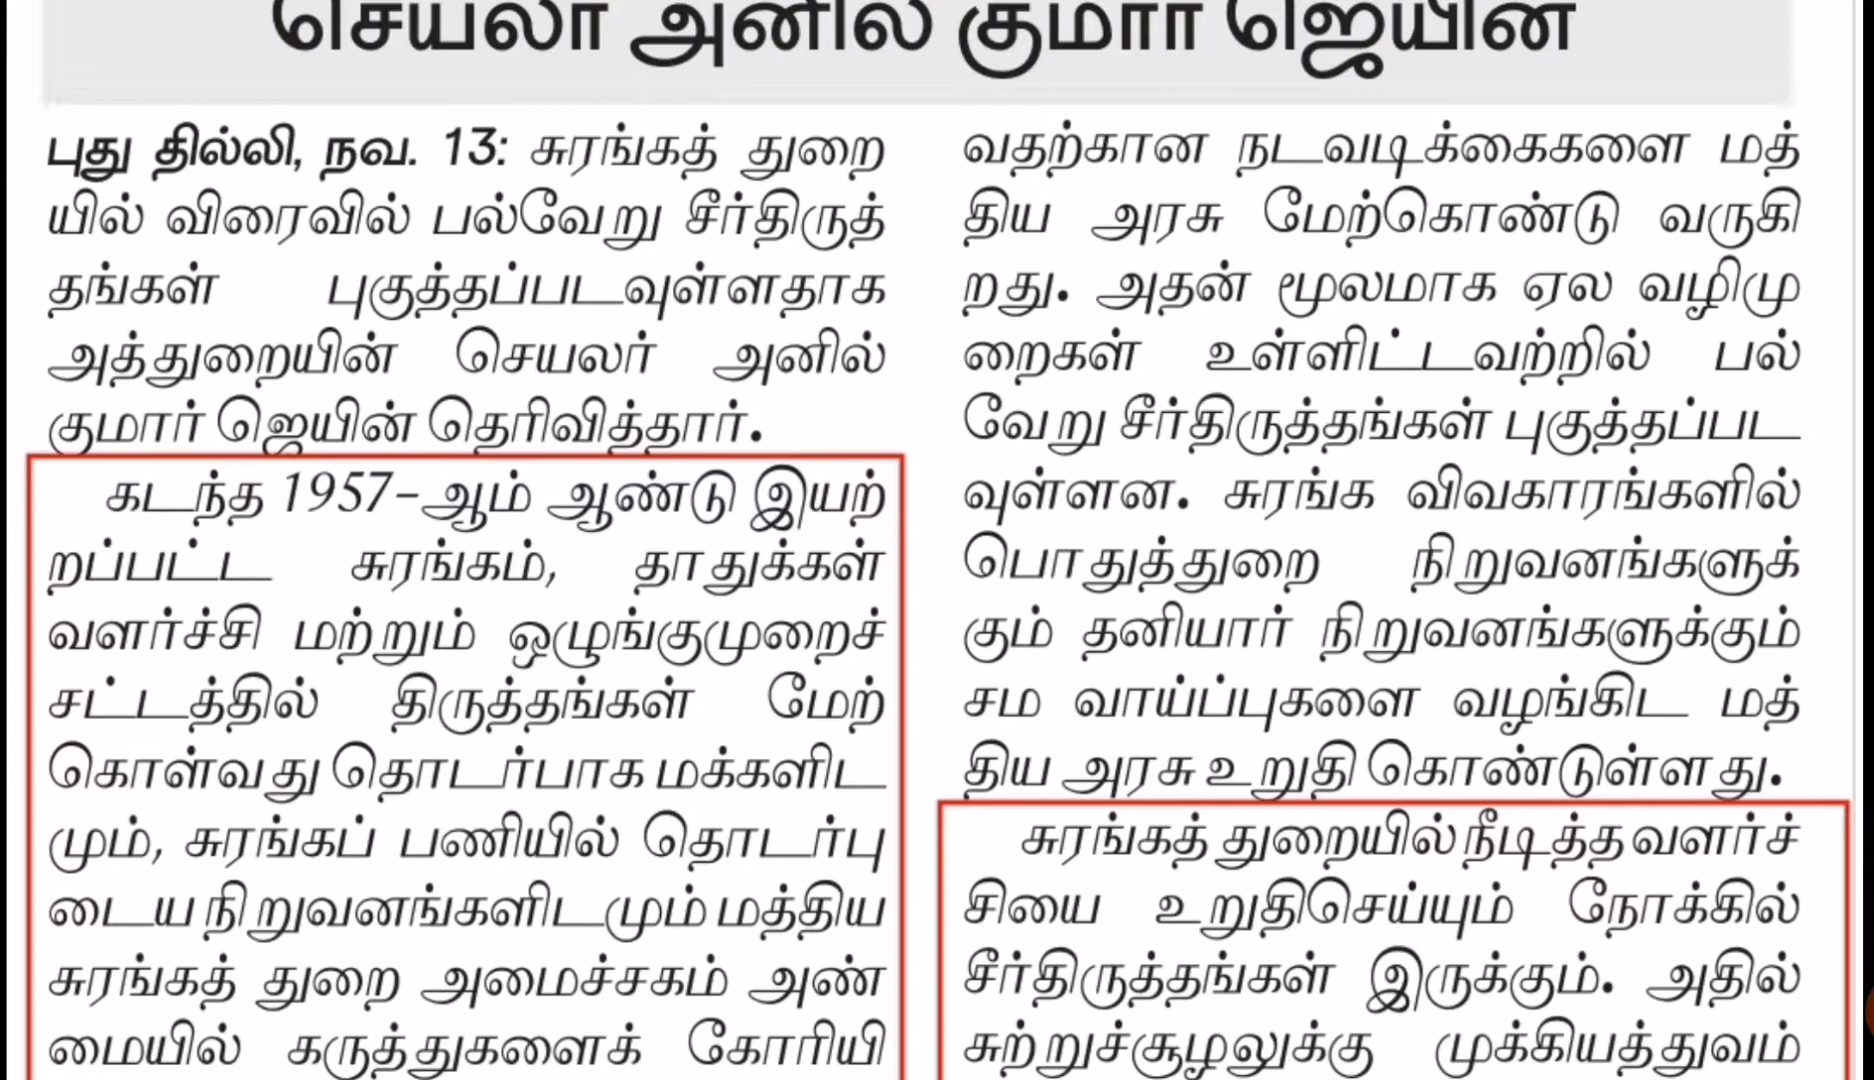 செயலர் அனில் குமார் ஜெயின்
புது தில்லி, நவ. 13: சுரங்கத் துறை
யில் விரைவில் பல்வேறு சீர்திருத்
தங்கள் புகுத்தப்படவுள்ளதாக
அத்துறையின் செயலர் அனில்
குமார் ஜெயின் தெரிவித்தார்.
கடந்த 1957-ஆம் ஆண்டு இயற்
றப்பட்ட சுரங்கம், தாதுக்கள்
வளர்ச்சி மற்றும் ஒழுங்குமுறைச்
சட்டத்தில் திருத்தங்கள் மேற்
கொள்வது தொடர்பாக மக்களிட
மும், சுரங்கப் பணியில் தொடர்பு
டைய நிறுவனங்களிடமும் மத்திய
சுரங்கத் துறை அமைச்சகம் அண்
மையில் கருத்துகளைக் கோரியி
வதற்கான நடவடிக்கைகளை மத்
திய அரசு மேற்கொண்டு வருகி
றது. அதன் மூலமாக ஏல வழிமு
றைகள் உள்ளிட்டவற்றில் பல்
வேறு சீர்திருத்தங்கள் புகுத்தப்பட
வுள்ளன. சுரங்க விவகாரங்களில்
பொதுத்துறை நிறுவனங்களுக்
கும் தனியார் நிறுவனங்களுக்கும்
சம வாய்ப்புகளை வழங்கிட மத்
திய அரசு உறுதி கொண்டுள்ளது.
சுரங்கத் துறையில் நீடித்த வளர்ச்
சியை உறுதிசெய்யும் நோக்கில்
சீர்திருத்தங்கள் இருக்கும். அதில்
சுற்றுச்சூழலுக்கு முக்கியத்துவம்